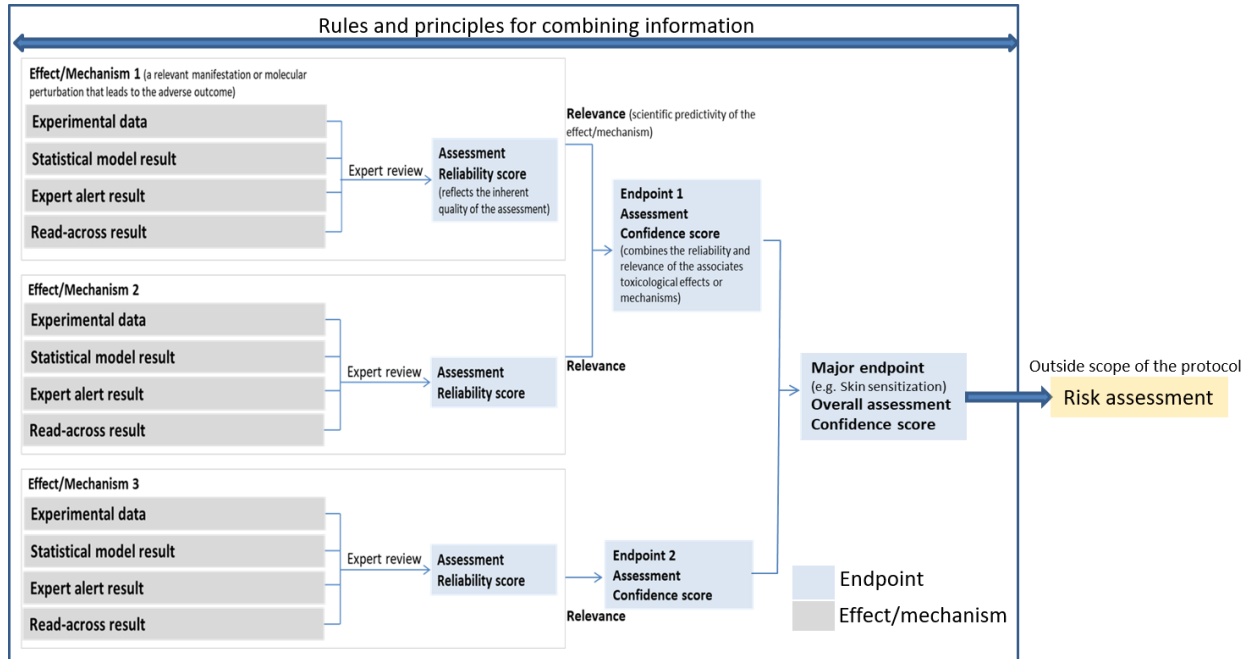 Rules and principles for combining information
Effect/Mechanism 1 (a relevant manifestation or molecular
perturbation that leads to the adverse outcome)
Experimental data
Statistical model result
Expert alert result
Read-across result
Expert review
Assessment
Reliability score
(reflects the inherent
quality of the assessment)
Relevance (scientific predictivity of the
effect/mechanism)
Endpoint 1
Assessment
Confidence score
(combines the reliability and
relevance of the associates
toxicological effects or
mechanisms)
Effect/Mechanism 2
Experimental data
Statistical model result
Expert alert result
Read-across result
Expert review
Assessment
Reliability score
Relevance
Major endpoint
(e.g. Skin sensitization)
Overall assessment
Confidence score
Outside scope of the protocol
Risk assessment
Effect/Mechanism 3
Experimental data
Statistical model result
Expert alert result
Read-across result
Expert review
Assessment
Reliability score
Relevance
Endpoint 2
Assessment
Confidence score
Endpoint
Effect/mechanism